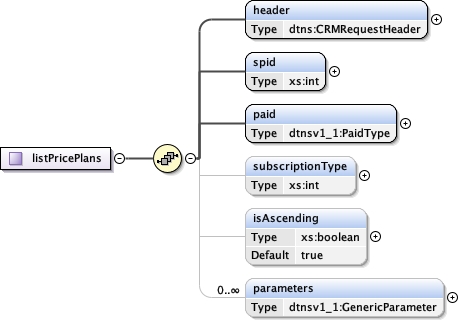 header
Type dtns:CRMRequestHeader
spid
Type xs:int
paid
Type dtnsv1_1:PaidType
listPricePlans
subscriptionType
Type xs:int
isAscending
Type xs:boolean
Default true
0..∞
parameters
Type dtnsv1_1:GenericParameter